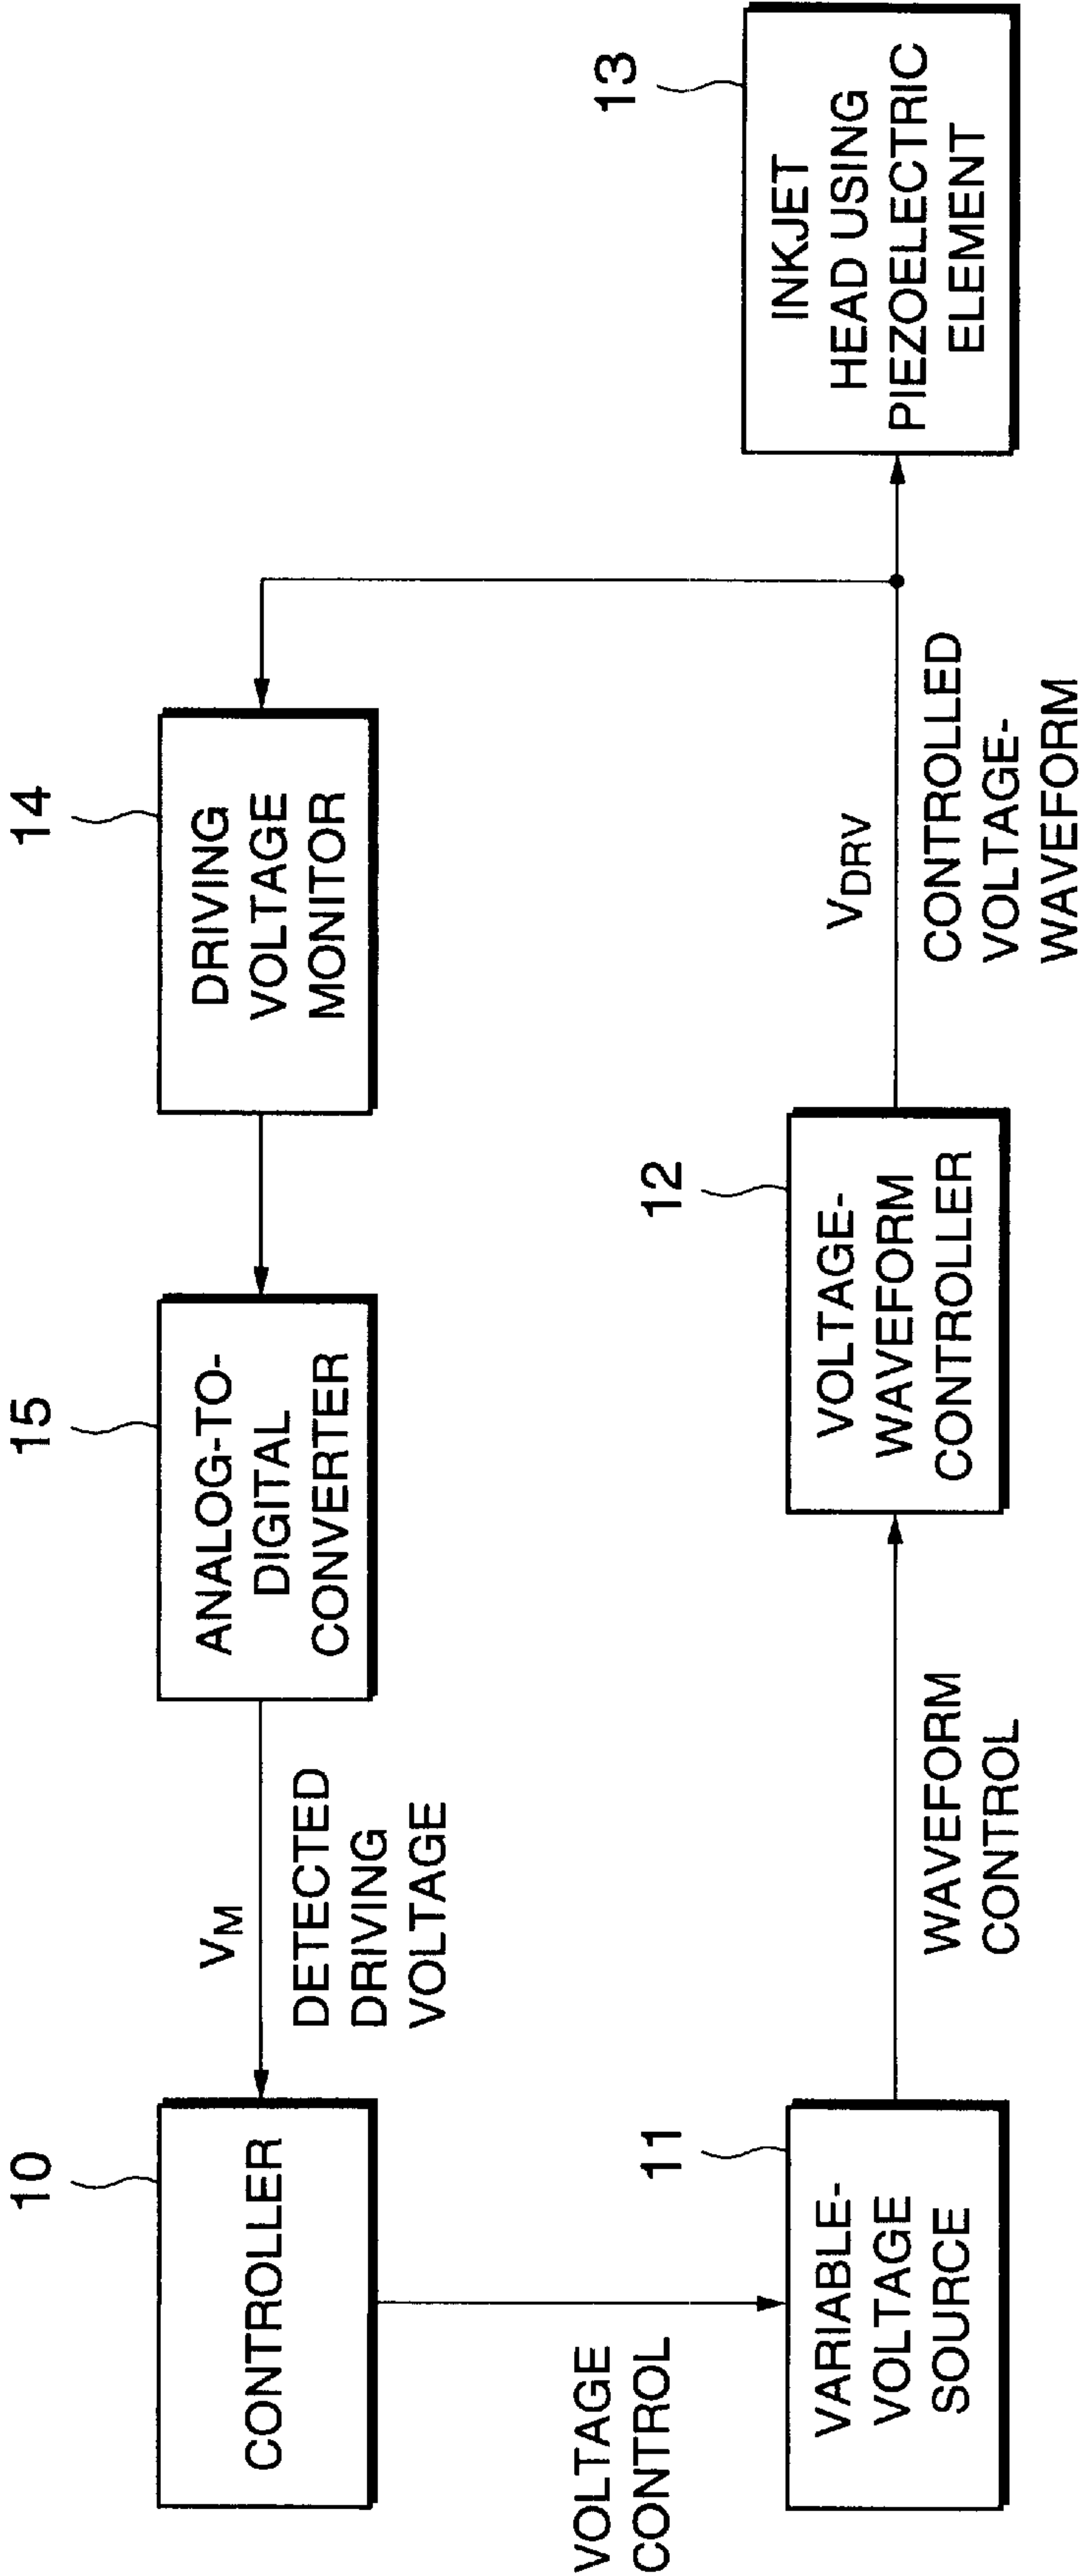 10
CONTROLLER
V_M
DETECTED
DRIVING
VOLTAGE
15
ANALOG-TO-
DIGITAL
CONVERTER
14
DRIVING
VOLTAGE
MONITOR
VOLTAGE
CONTROL
11
VARIABLE-
VOLTAGE
SOURCE
WAVEFORM
CONTROL
12
VOLTAGE-
WAVEFORM
CONTROLLER
V_DRV
CONTROLLED
VOLTAGE-
WAVEFORM
13
INKJET
HEAD USING
PIEZOELECTRIC
ELEMENT